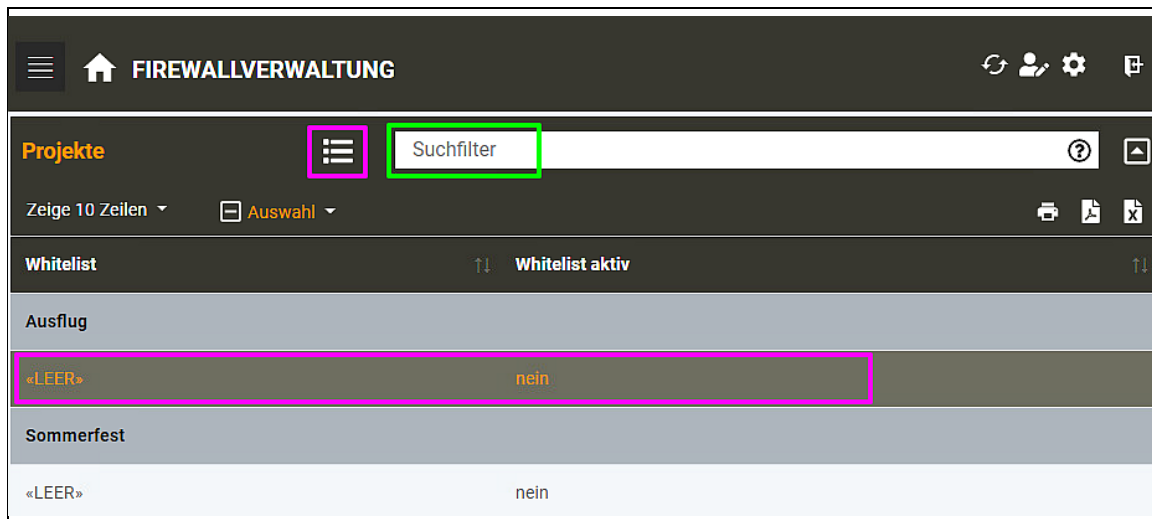 FIREWALLVERWALTUNG
Projekte Suchfilter
Zeige 10 Zeilen Auswahl
Whitelist Whitelist aktiv
Ausflug
«LEER» nein
Sommerfest
«LEER» nein